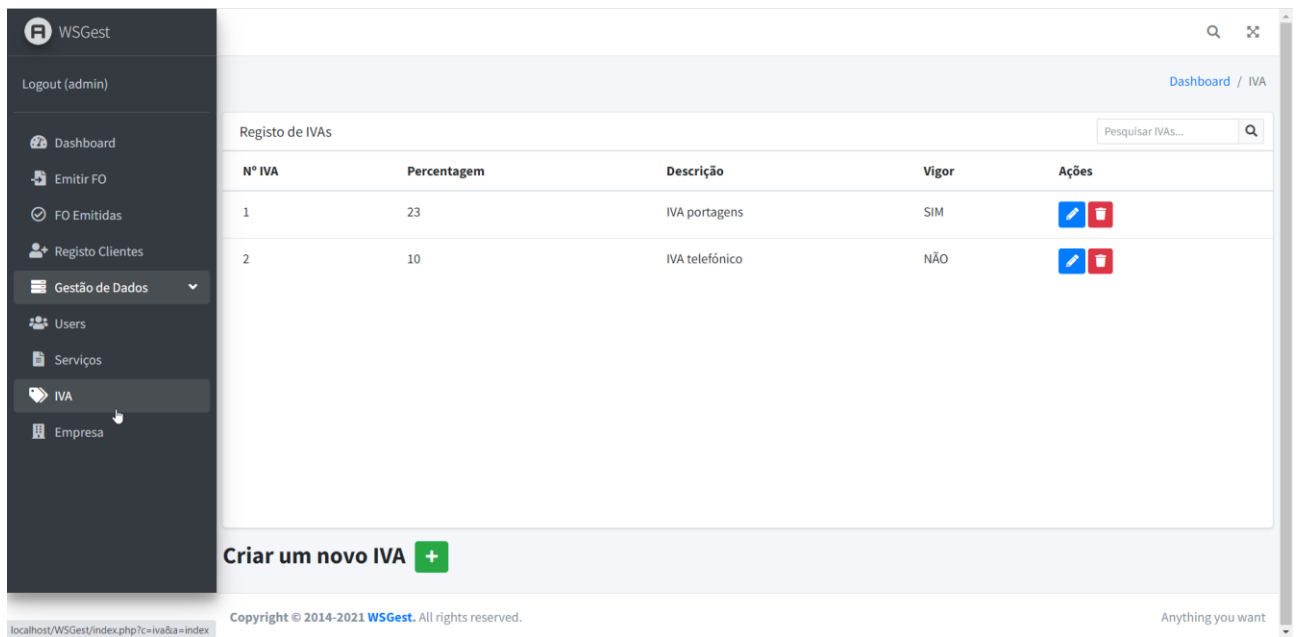 WSGest
Logout (admin)
Dashboard
Emitir FO
FO Emitidas
Registo Clientes
Gestão de Dados
Users
Serviços
IVA
Empresa
Dashboard / IVA
Registo de IVAs
Pesquisar IVAs...
Nº IVA Percentagem Descrição Vigor Ações
1 23 IVA portagens SIM
2 10 IVA telefónico NÃO
Criar um novo IVA +
Copyright © 2014-2021 WSGest. All rights reserved. Anything you want
localhost/WSGest/index.php?c=iva&a=index